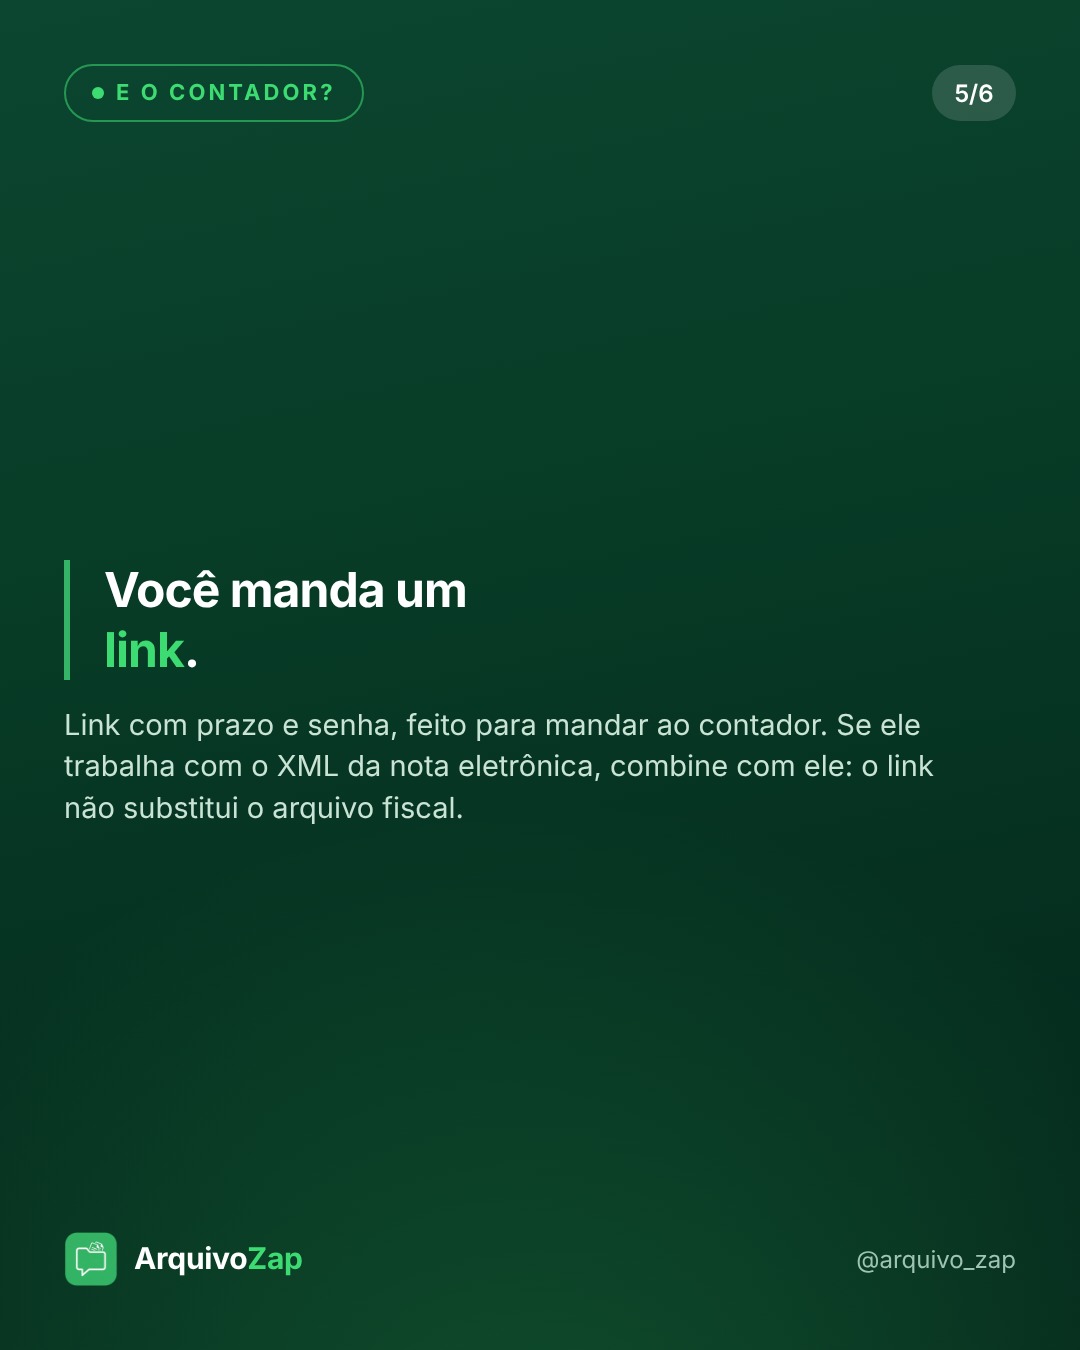 E O CONTADOR?
5/6
Você manda um
link.
Link com prazo e senha, feito para mandar ao contador. Se ele
trabalha com o XML da nota eletrônica, combine com ele: o link
não substitui o arquivo fiscal.
ArquivoZap
@arquivo_zap